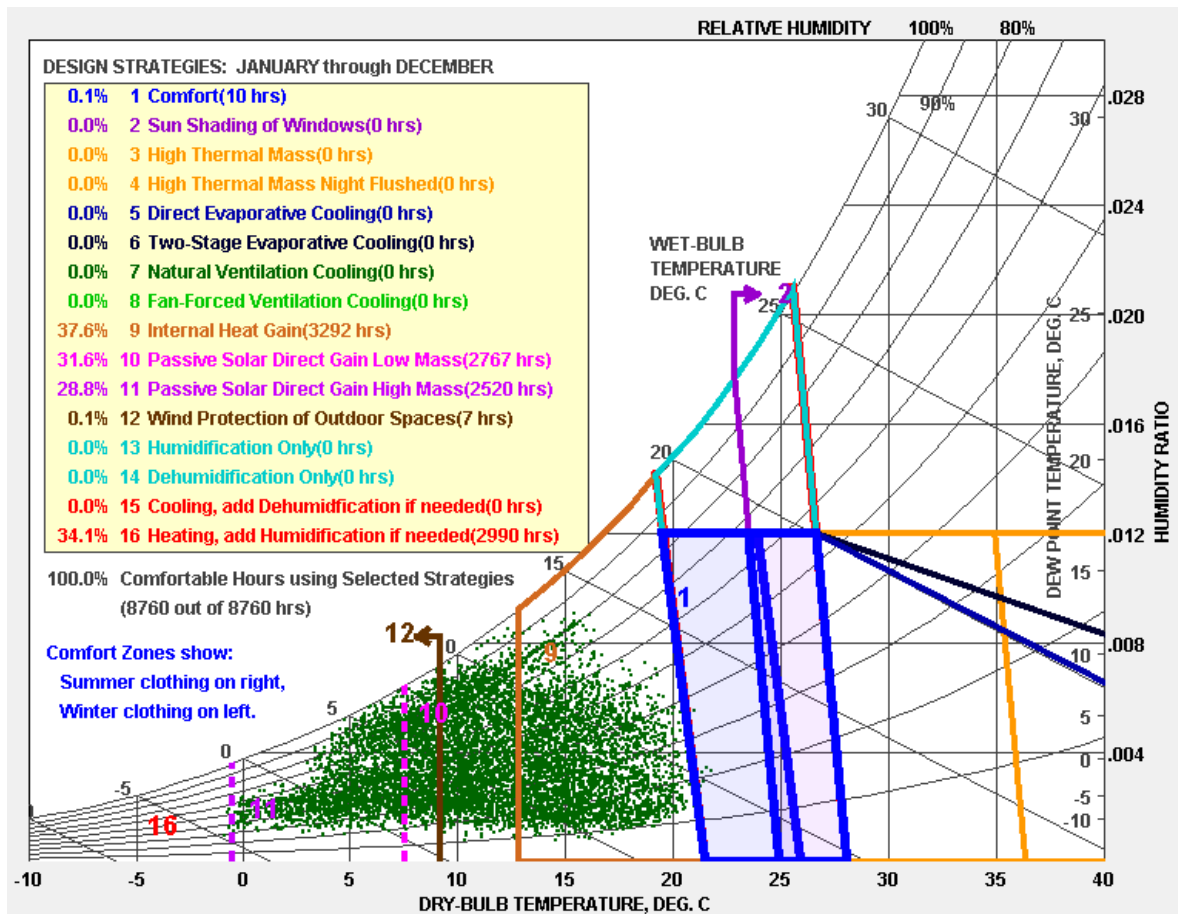 RELATIVE HUMIDITY 100% 80%
DESIGN STRATEGIES: JANUARY through DECEMBER
0.1% 1 Comfort(10 hrs)
0.0% 2 Sun Shading of Windows(0 hrs)
0.0% 3 High Thermal Mass(0 hrs)
0.0% 4 High Thermal Mass Night Flushed(0 hrs)
0.0% 5 Direct Evaporative Cooling(0 hrs)
0.0% 6 Two-Stage Evaporative Cooling(0 hrs)
0.0% 7 Natural Ventilation Cooling(0 hrs)
0.0% 8 Fan-Forced Ventilation Cooling(0 hrs)
37.6% 9 Internal Heat Gain(3292 hrs)
31.6% 10 Passive Solar Direct Gain Low Mass(2767 hrs)
28.8% 11 Passive Solar Direct Gain High Mass(2520 hrs)
0.1% 12 Wind Protection of Outdoor Spaces(7 hrs)
0.0% 13 Humidification Only(0 hrs)
0.0% 14 Dehumidification Only(0 hrs)
0.0% 15 Cooling, add Dehumidfication if needed(0 hrs)
34.1% 16 Heating, add Humidification if needed(2990 hrs)
100.0% Comfortable Hours using Selected Strategies
(8760 out of 8760 hrs)
Comfort Zones show:
Summer clothing on right,
Winter clothing on left.
WET-BULB
TEMPERATURE
DEG. C
90%
30
25
20
15
0
5
0
-5
2
1
12
9
10
11
16
30
25
20
15
10
5
0
-5
-10
DEW POINT TEMPERATURE, DEG. C
.028
.024
.020
.016
.012
.008
.004
HUMIDITY RATIO
-10 0 5 10 15 20 25 30 35 40
DRY-BULB TEMPERATURE, DEG. C